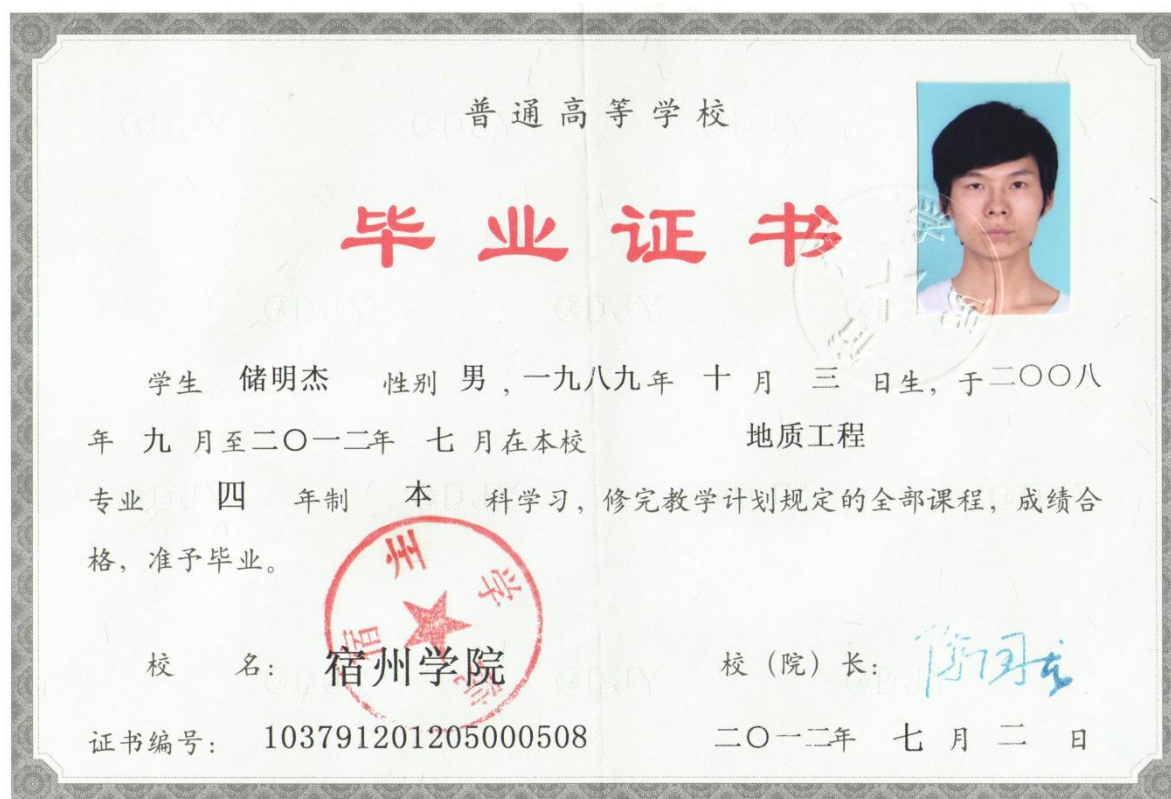 普通高等学校
毕业证书
学生 储明杰 性别 男，一九八九年 十 月 三 日生，于二〇〇八
年 九 月至二〇一二年 七 月在本校 地质工程
专业 四 年制 本 科学习，修完教学计划规定的全部课程，成绩合
格，准予毕业。
宿州学院
校 名： 宿州学院 校（院）长：
证书编号： 103791201205000508 二〇一二年 七 月 二 日